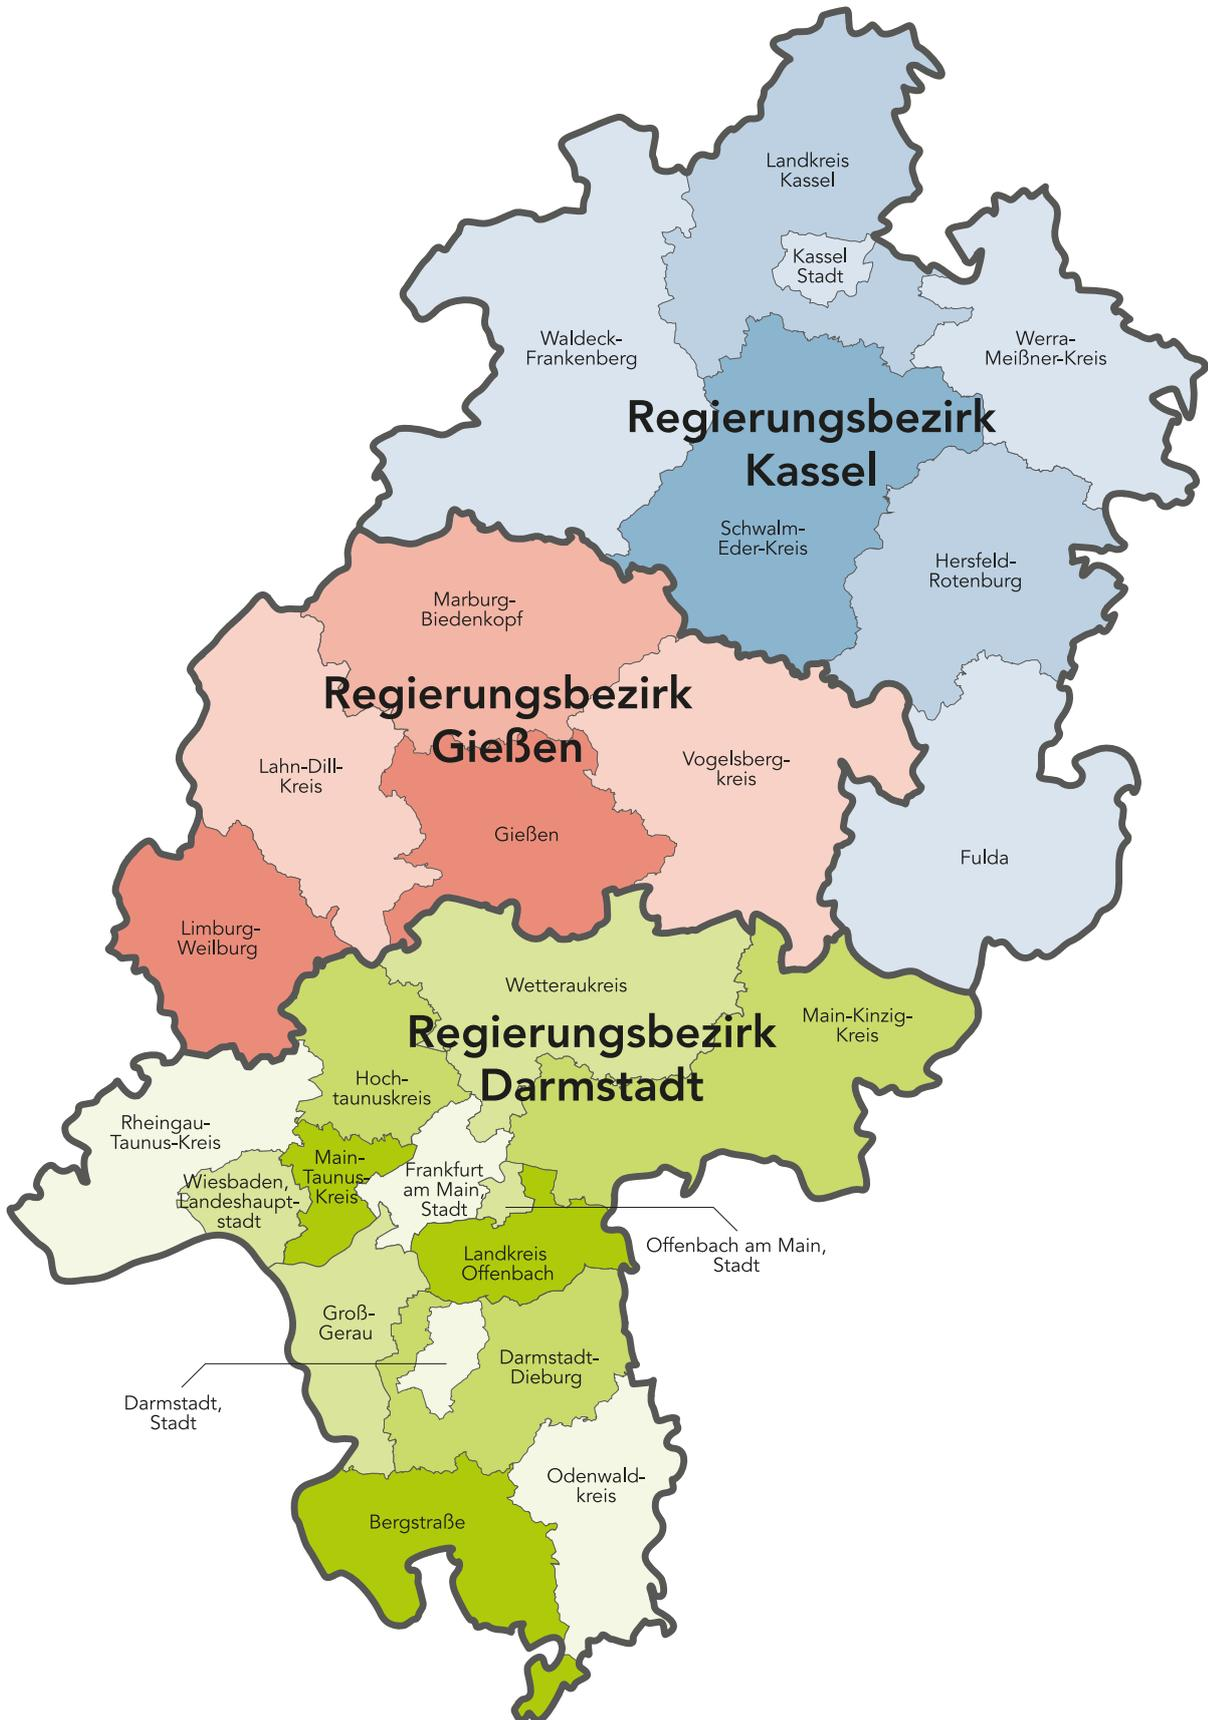 Landkreis
Kassel
Kassel
Stadt
Waldeck-
Frankenberg
Werra-
Meißner-Kreis
Regierungsbezirk
Kassel
Schwalm-
Eder-Kreis
Hersfeld-
Rotenburg
Marburg-
Biedenkopf
Regierungsbezirk
Gießen
Lahn-Dill-
Kreis
Vogelsberg-
kreis
Gießen
Fulda
Limburg-
Weilburg
Wetteraukreis
Main-Kinzig-
Kreis
Regierungsbezirk
Darmstadt
Hoch-
taunuskreis
Rheingau-
Taunus-Kreis
Main-
Taunus-
Kreis
Frankfurt
am Main,
Stadt
Wiesbaden,
Landeshaupt-
stadt
Landkreis
Offenbach
Offenbach am Main,
Stadt
Groß-
Gerau
Darmstadt-
Dieburg
Darmstadt,
Stadt
Odenwald-
kreis
Bergstraße